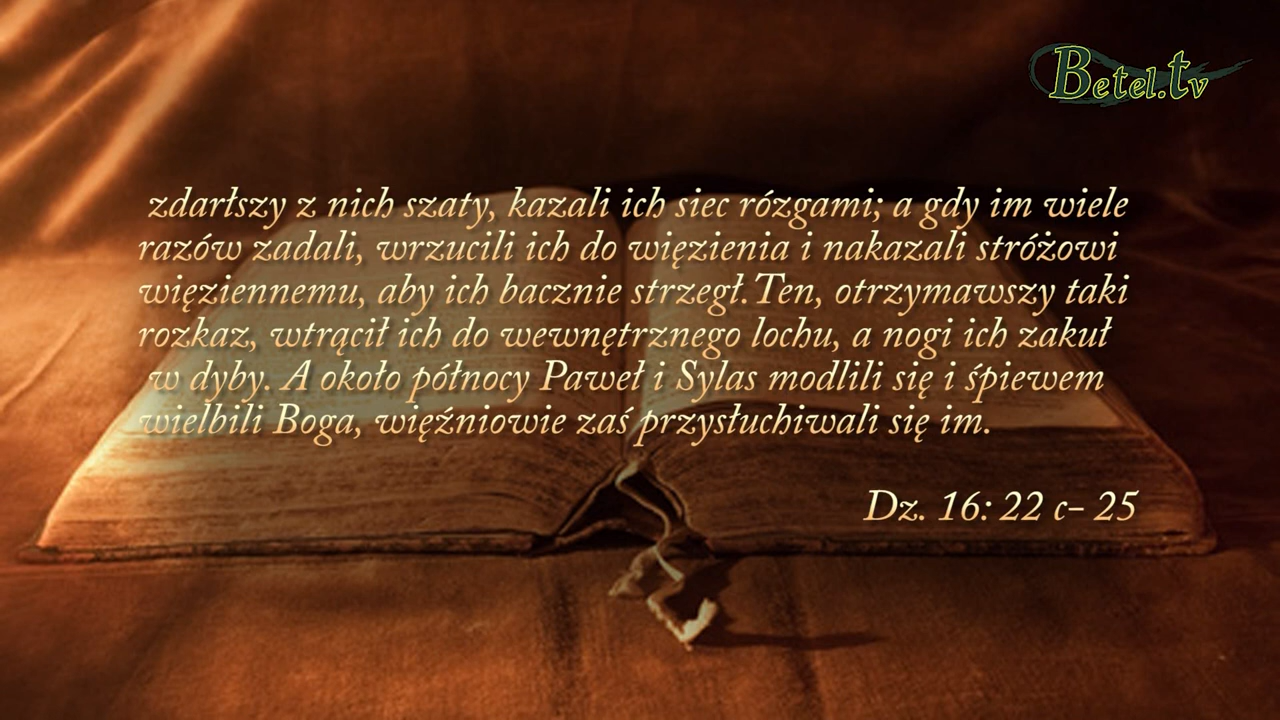 Betel.tv
zdarłszy z nich szaty, kazali ich siec rózgami; a gdy im wiele
razów zadali, wrzucili ich do więzienia i nakazali stróżowi
więziennemu, aby ich bacznie strzegł.Ten, otrzymawszy taki
rozkaz, wtrącił ich do wewnętrznego lochu, a nogi ich zakuł
w dyby. A około północy Paweł i Sylas modlili się i śpiewem
wielbili Boga, więźniowie zaś przysłuchiwali się im.
Dz. 16: 22 c- 25